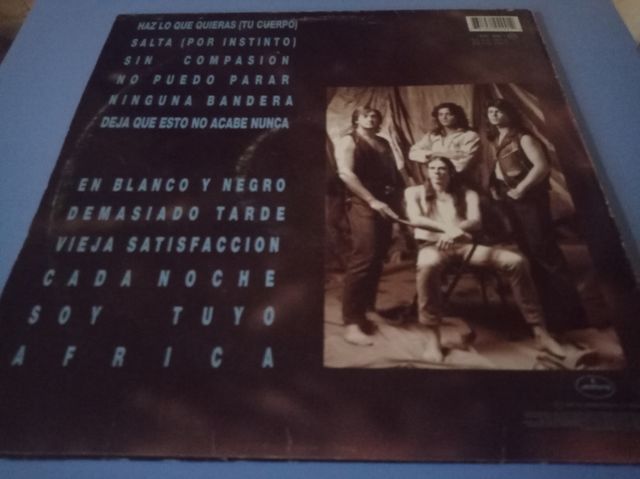 HAZ LO QUE QUIERAS (TU CUERPO)
SALTA (POR INSTINTO)
SIN COMPASIÓN
NO PUEDO PARAR
NINGUNA BANDERA
DEJA QUE ESTO NO ACABE NUNCA
EN BLANCO Y NEGRO
DEMASIADO TARDE
VIEJA SATISFACCION
CADA NOCHE
SOY TUYO
AFRICA